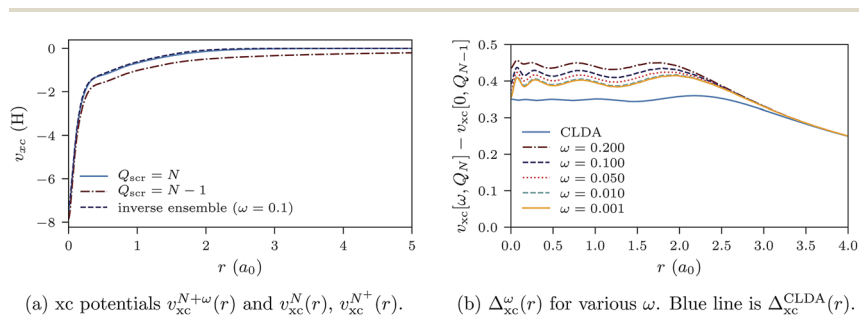 0
−2
−4
−6
−8
v_xc (H)
Q_scr = N
Q_scr = N − 1
inverse ensemble (ω = 0.1)
0 1 2 3 4 5
r (a_0)
(a) xc potentials v_xc^{N+ω}(r) and v_xc^N(r), v_xc^{N^+}(r).
0.5
0.4
0.3
0.2
0.1
0.0
v_xc[ω, Q_N] − v_xc[0, Q_{N−1}]
CLDA
ω = 0.200
ω = 0.100
ω = 0.050
ω = 0.010
ω = 0.001
0.0 0.5 1.0 1.5 2.0 2.5 3.0 3.5 4.0
r (a_0)
(b) Δ_xc^ω(r) for various ω. Blue line is Δ_xc^{CLDA}(r).